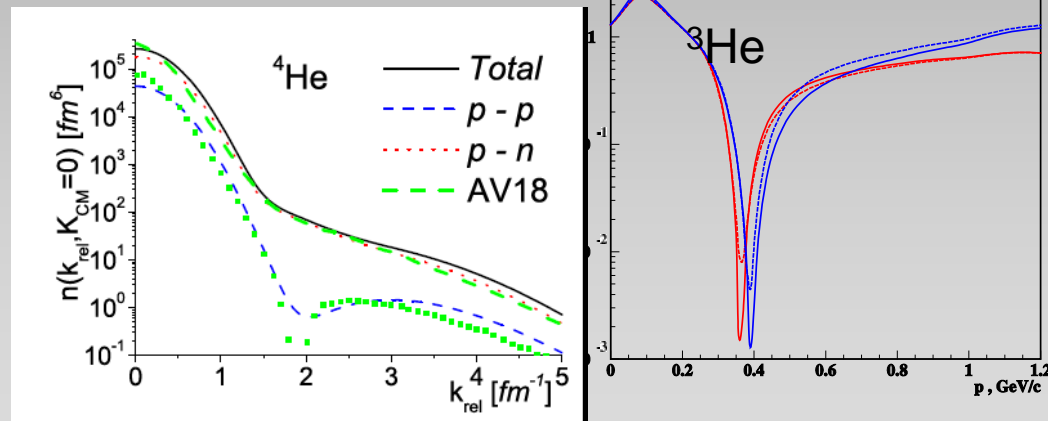 ⁴He
Total
p - p
p - n
AV18
n(k_rel,K_CM=0) [fm⁶]
10⁵
10⁴
10³
10²
10¹
10⁰
10⁻¹
0 1 2 3 4 5
k_rel [fm⁻¹]
³He
1
-1
-2
-3
0 0.2 0.4 0.6 0.8 1 1.2
p , GeV/c